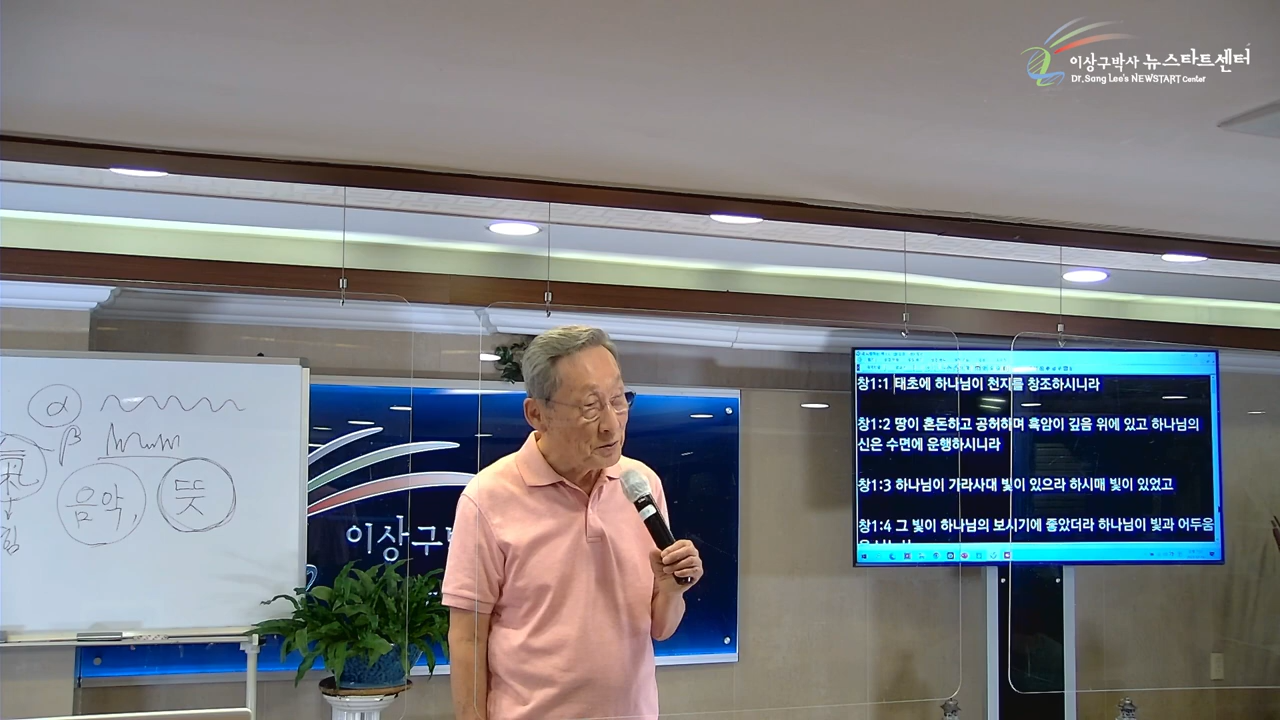 이상구박사 뉴스타트센터
Dr. Sang Lee's NEWSTART Center
α
β
氣
힘
음악,
뜻
이상구
창1:1 태초에 하나님이 천지를 창조하시니라
창1:2 땅이 혼돈하고 공허하며 흑암이 깊음 위에 있고 하나님의
신은 수면에 운행하시니라
창1:3 하나님이 가라사대 빛이 있으라 하시매 빛이 있었고
창1:4 그 빛이 하나님의 보시기에 좋았더라 하나님이 빛과 어두움